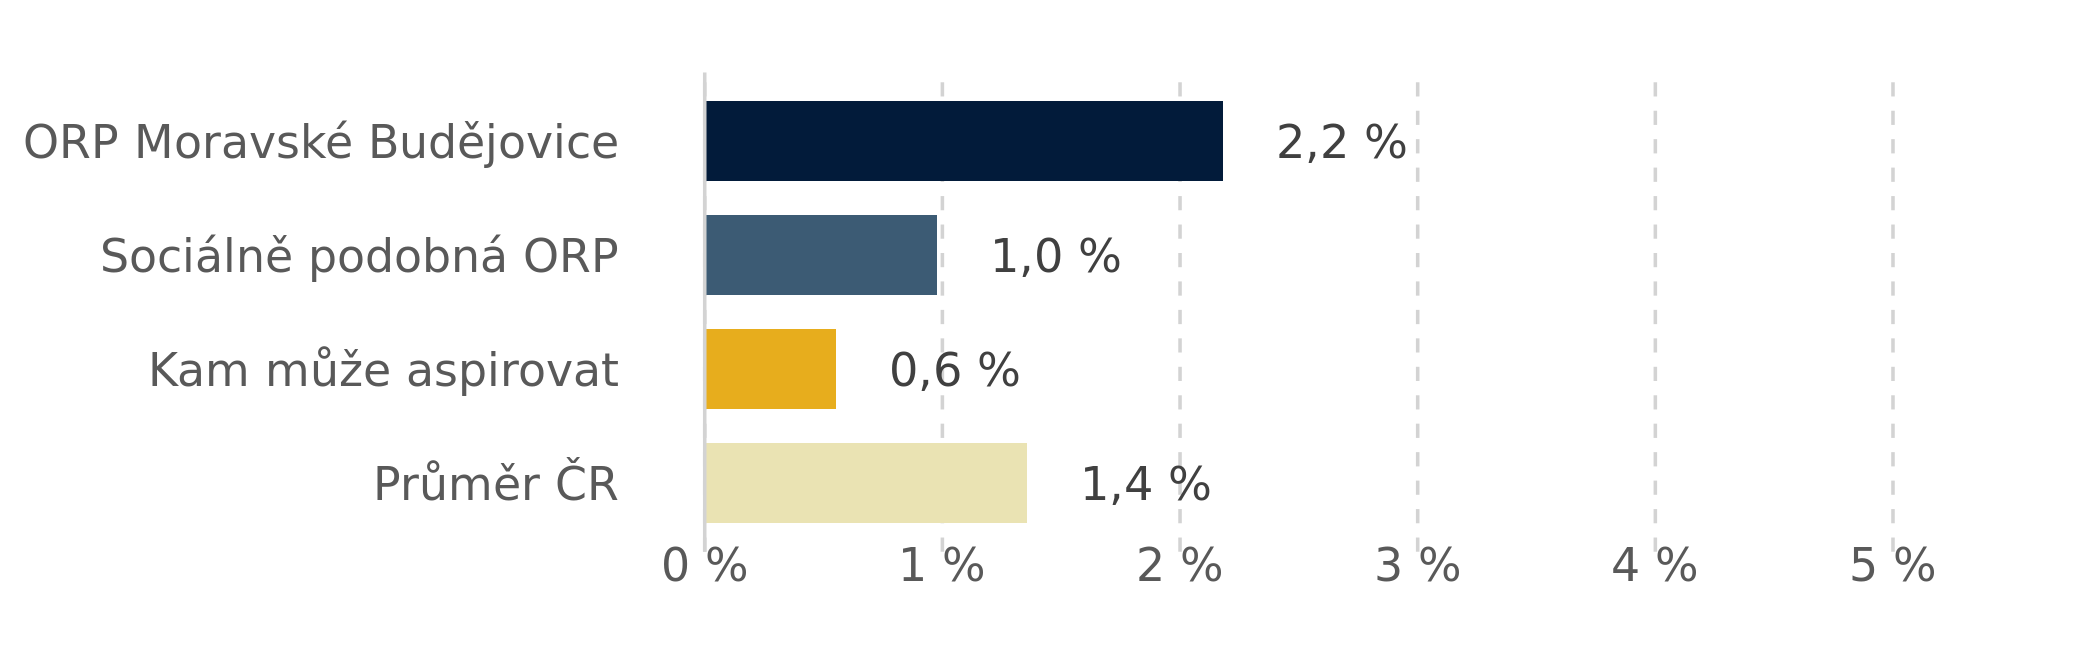 ORP Moravské Budějovice 2,2 %
Sociálně podobná ORP 1,0 %
Kam může aspirovat 0,6 %
Průměr ČR 1,4 %
0 % 1 % 2 % 3 % 4 % 5 %